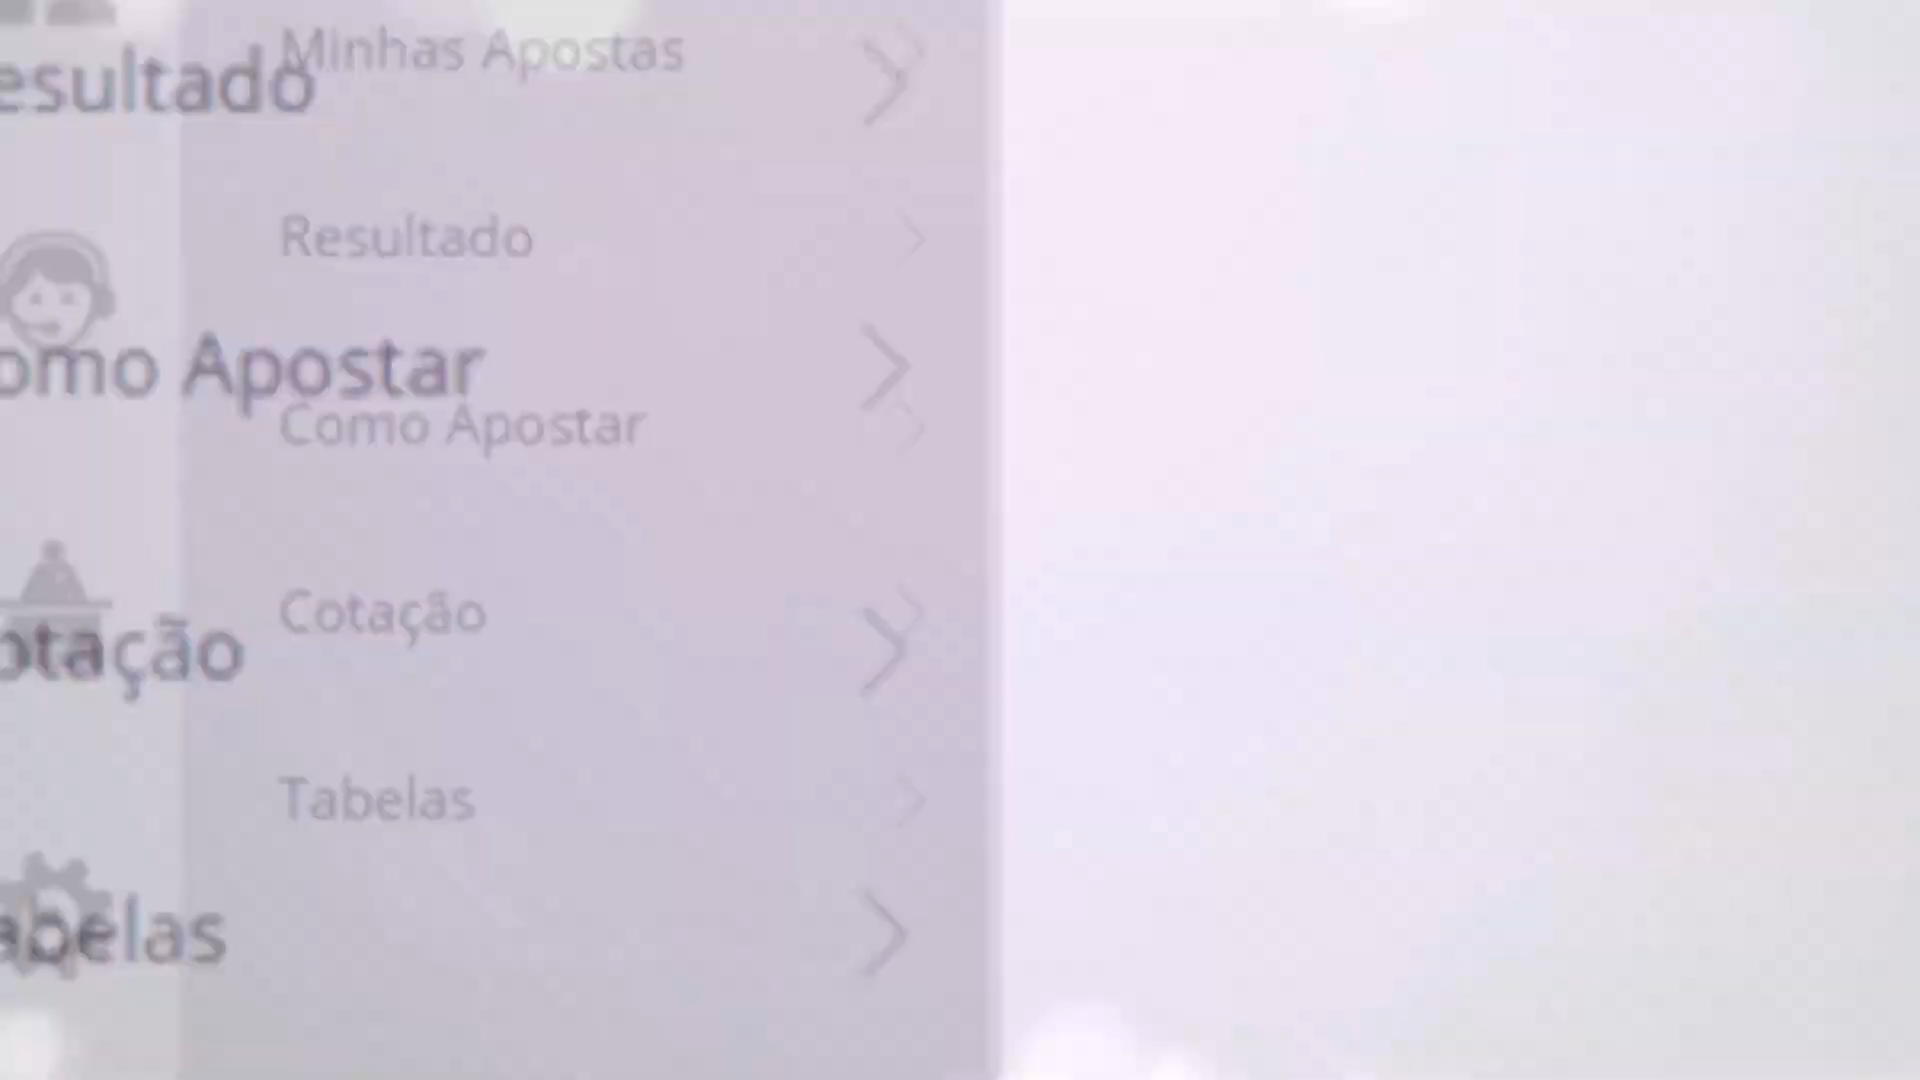 Minhas Apostas
esultado
Resultado
omo Apostar
Como Apostar
Cotação
otação
Tabelas
abelas